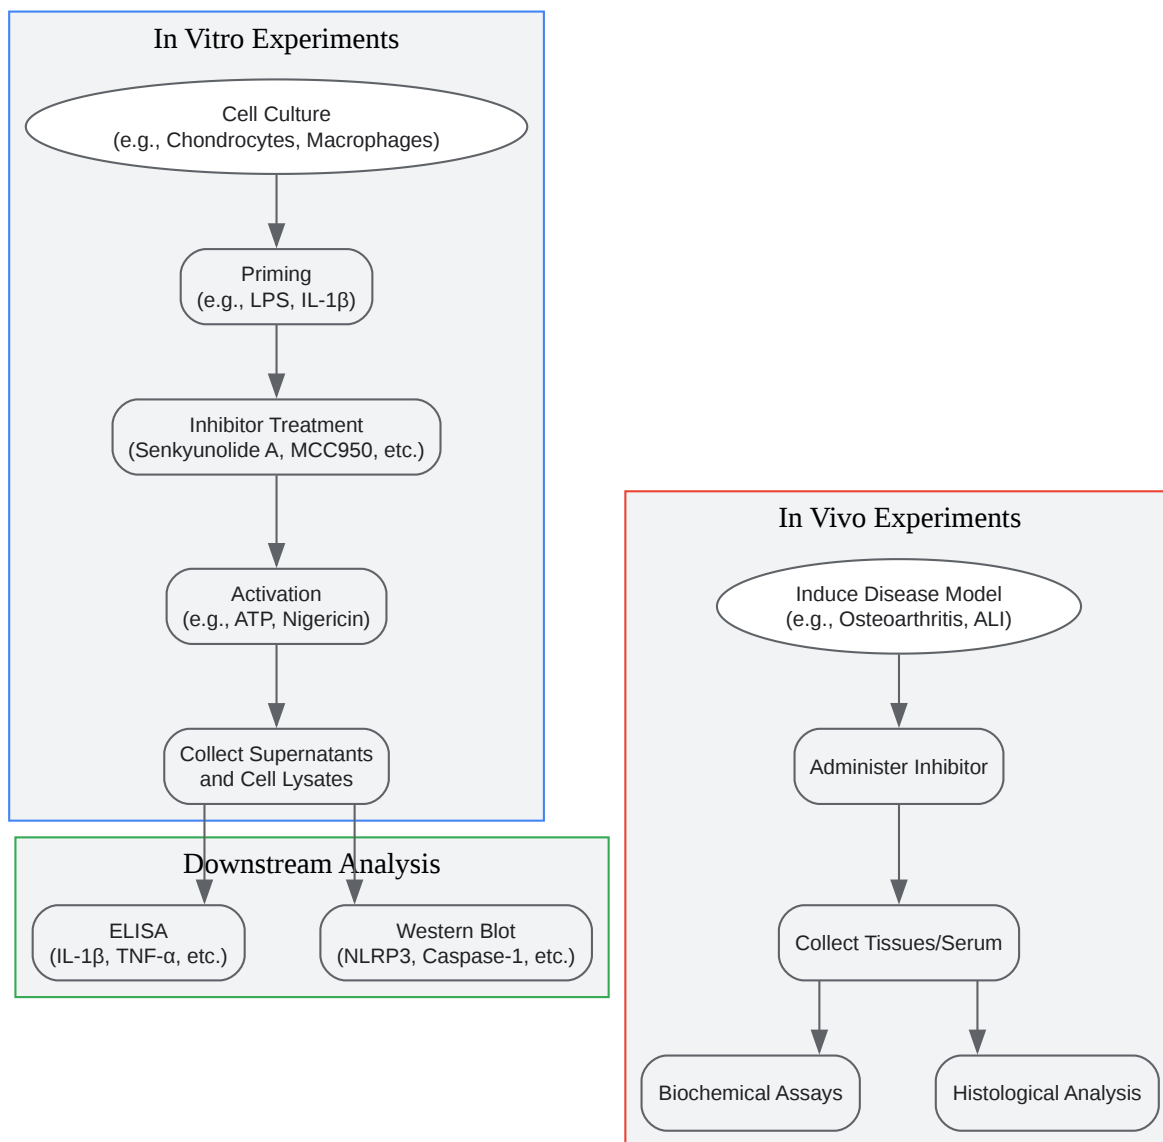 In Vitro Experiments
Cell Culture
(e.g., Chondrocytes, Macrophages)
Priming
(e.g., LPS, IL-1β)
Inhibitor Treatment
(Senkyunolide A, MCC950, etc.)
Activation
(e.g., ATP, Nigericin)
Collect Supernatants
and Cell Lysates
Downstream Analysis
ELISA
(IL-1β, TNF-α, etc.)
Western Blot
(NLRP3, Caspase-1, etc.)
In Vivo Experiments
Induce Disease Model
(e.g., Osteoarthritis, ALI)
Administer Inhibitor
Collect Tissues/Serum
Biochemical Assays
Histological Analysis